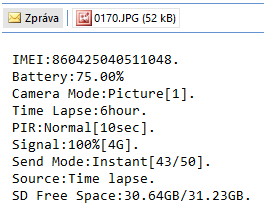 Zpráva 0170.JPG (52 kB)
IMEI:860425040511048.
Battery:75.00%
Camera Mode:Picture[1].
Time Lapse:6hour.
PIR:Normal[10sec].
Signal:100%[4G].
Send Mode:Instant[43/50].
Source:Time lapse.
SD Free Space:30.64GB/31.23GB.